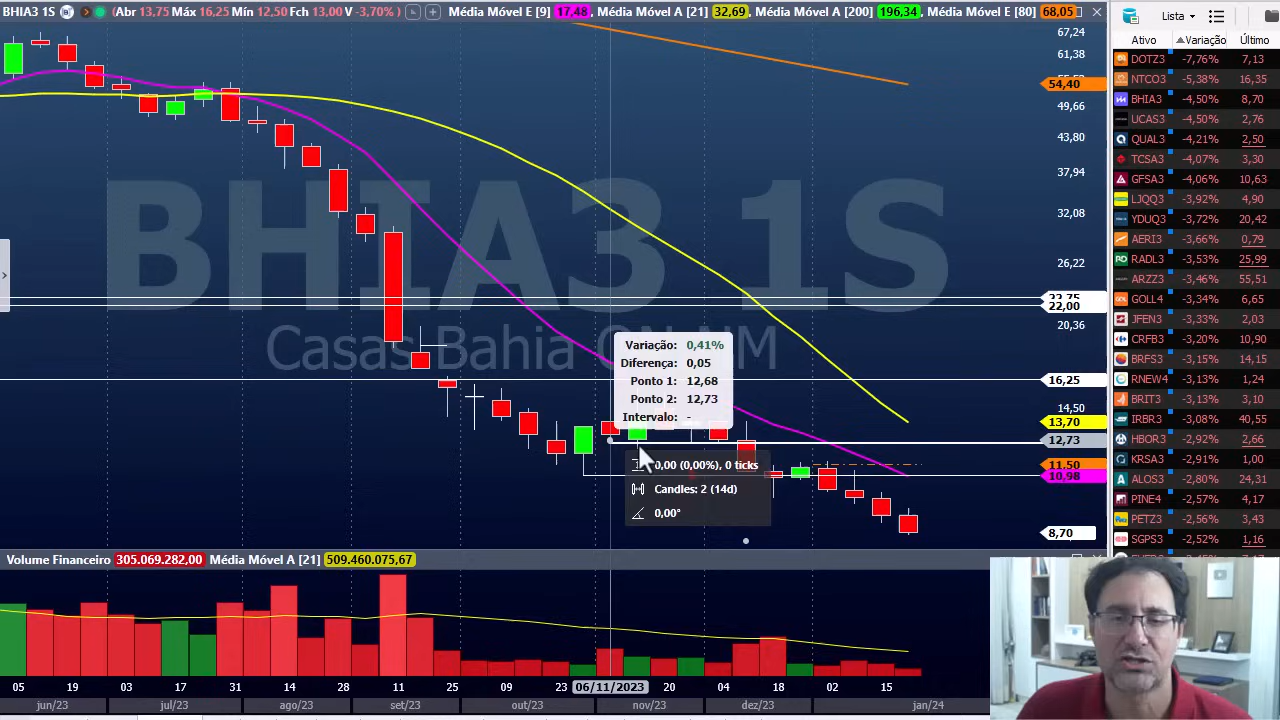 BHIA3 1S (Abr 13,75 Máx 16,25 Mín 12,50 Fch 13,00 V -3,70% ) Média Móvel E [9] 17,48, Média Móvel A [21] 32,69, Média Móvel A [200] 196,34, Média Móvel E [80] 68,05
BHIA3 1S
Casas Bahia ON NM
67,24
61,38
54,40
49,66
43,80
37,94
32,08
26,22
22,75
22,00
20,36
16,25
14,50
13,70
12,73
11,50
10,98
8,70
Variação: 0,41%
Diferença: 0,05
Ponto 1: 12,68
Ponto 2: 12,73
Intervalo: -
0,00 (0,00%), 0 ticks
Candles: 2 (14d)
0,00°
Volume Financeiro 305.069.282,00 Média Móvel A [21] 509.460.075,67
05 19 03 17 31 14 28 11 25 09 23 06/11/2023 20 04 18 02 15
jun/23 jul/23 ago/23 set/23 out/23 nov/23 dez/23 jan/24
Lista
Ativo Variação Último
DOTZ3 -7,76% 7,13
NTCO3 -5,38% 16,35
BHIA3 -4,50% 8,70
UCAS3 -4,50% 2,76
QUAL3 -4,21% 2,50
TCSA3 -4,07% 3,30
GFSA3 -4,06% 10,63
LJQQ3 -3,92% 4,90
YDUQ3 -3,72% 20,42
AERI3 -3,66% 0,79
RADL3 -3,53% 25,99
ARZZ3 -3,46% 55,51
GOLL4 -3,34% 6,65
JFEN3 -3,33% 2,03
CRFB3 -3,20% 10,90
BRFS3 -3,15% 14,15
RNEW4 -3,13% 1,24
BRIT3 -3,13% 3,10
IRBR3 -3,08% 40,55
HBOR3 -2,92% 2,66
KRSA3 -2,91% 1,00
ALOS3 -2,80% 24,31
PINE4 -2,57% 4,93
PETZ3 -2,56% 3,43
SGPS3 -2,52% 1,16